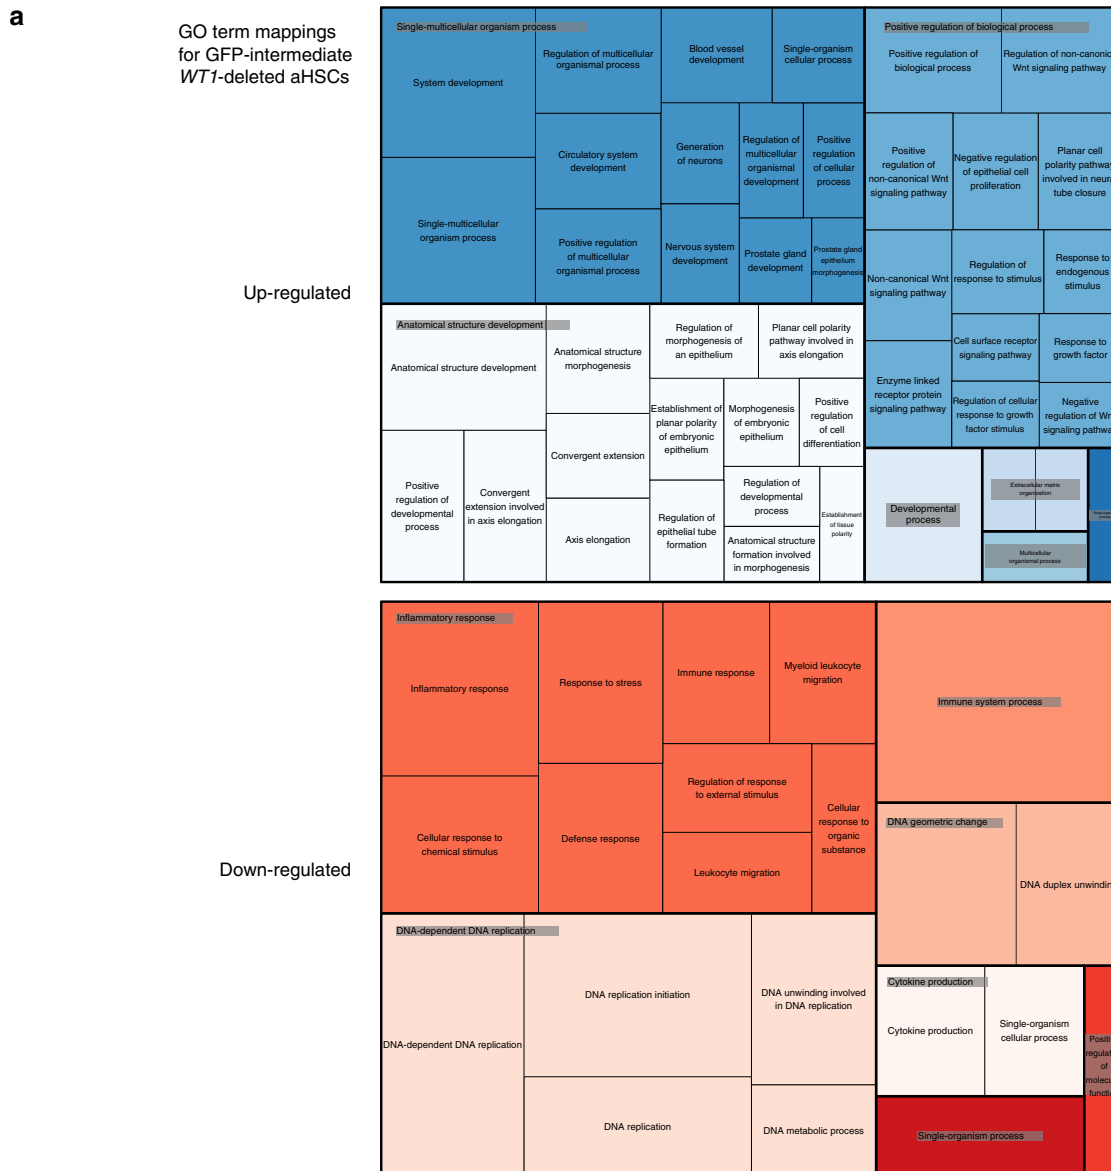 a
GO term mappings
for GFP-intermediate
WT1-deleted aHSCs
Up-regulated
Single-multicellular organism process
System development
Regulation of multicellular
organismal process
Blood vessel
development
Single-organism
cellular process
Circulatory system
development
Generation
of neurons
Regulation of
multicellular
organismal
development
Positive
regulation
of cellular
process
Single-multicellular
organism process
Positive regulation
of multicellular
organismal process
Nervous system
development
Prostate gland
development
Prostate gland
epithelium
morphogenesis
Positive regulation of biological process
Positive regulation of
biological process
Regulation of non-canonic
Wnt signaling pathway
Positive
regulation of
non-canonical Wnt
signaling pathway
Negative regulation
of epithelial cell
proliferation
Planar cell
polarity pathway
involved in neura
tube closure
Non-canonical Wnt
signaling pathway
Regulation of
response to stimulus
Response to
endogenous
stimulus
Cell surface receptor
signaling pathway
Response to
growth factor
Enzyme linked
receptor protein
signaling pathway
Regulation of cellular
response to growth
factor stimulus
Negative
regulation of Wn
signaling pathwa
Anatomical structure development
Anatomical structure development
Anatomical structure
morphogenesis
Regulation of
morphogenesis of
an epithelium
Planar cell polarity
pathway involved in
axis elongation
Establishment of
planar polarity
of embryonic
epithelium
Morphogenesis
of embryonic
epithelium
Positive
regulation
of cell
differentiation
Positive
regulation of
developmental
process
Convergent
extension involved
in axis elongation
Convergent extension
Axis elongation
Regulation of
epithelial tube
formation
Regulation of
developmental
process
Anatomical structure
formation involved
in morphogenesis
Establishment
of tissue
polarity
Developmental
process
Extracellular matrix
organization
Multicellular
organismal process
Down-regulated
Inflammatory response
Inflammatory response
Response to stress
Immune response
Myeloid leukocyte
migration
Cellular response to
chemical stimulus
Defense response
Regulation of response
to external stimulus
Leukocyte migration
Cellular
response to
organic
substance
Immune system process
DNA geometric change
DNA duplex unwindin
DNA-dependent DNA replication
DNA-dependent DNA replication
DNA replication initiation
DNA unwinding involved
in DNA replication
DNA replication
DNA metabolic process
Cytokine production
Cytokine production
Single-organism
cellular process
Positiv
regulati
of
molecul
functio
Single-organism process